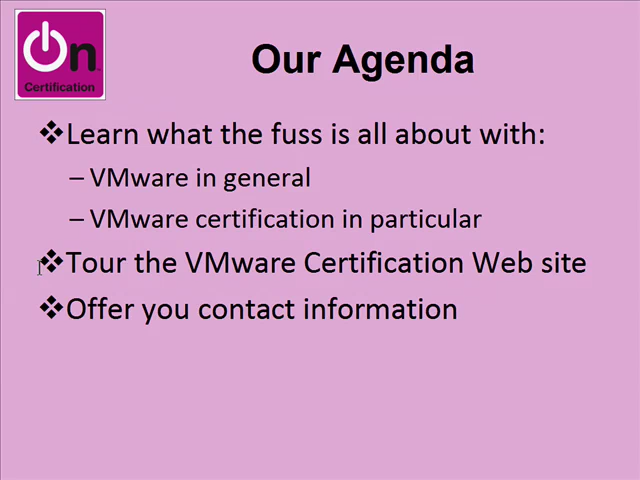 On
Certification
Our Agenda
❖Learn what the fuss is all about with:
– VMware in general
– VMware certification in particular
❖Tour the VMware Certification Web site
❖Offer you contact information